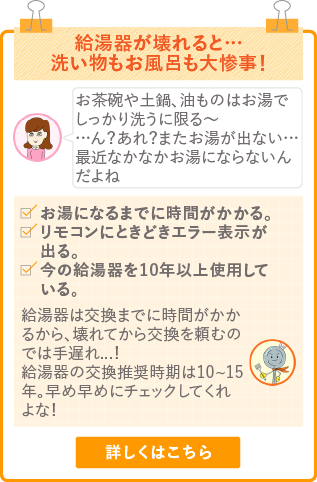 給湯器が壊れると…
洗い物もお風呂も大惨事！
お茶碗や土鍋、油ものはお湯で
しっかり洗うに限る～
…ん？あれ？またお湯が出ない…
最近なかなかお湯にならないん
だよね
お湯になるまでに時間がかかる。
リモコンにときどきエラー表示が
出る。
今の給湯器を10年以上使用して
いる。
給湯器は交換までに時間がかか
るから、壊れてから交換を頼むの
では手遅れ...！
給湯器の交換推奨時期は10~15
年。早め早めにチェックしてくれ
よな！
詳しくはこちら